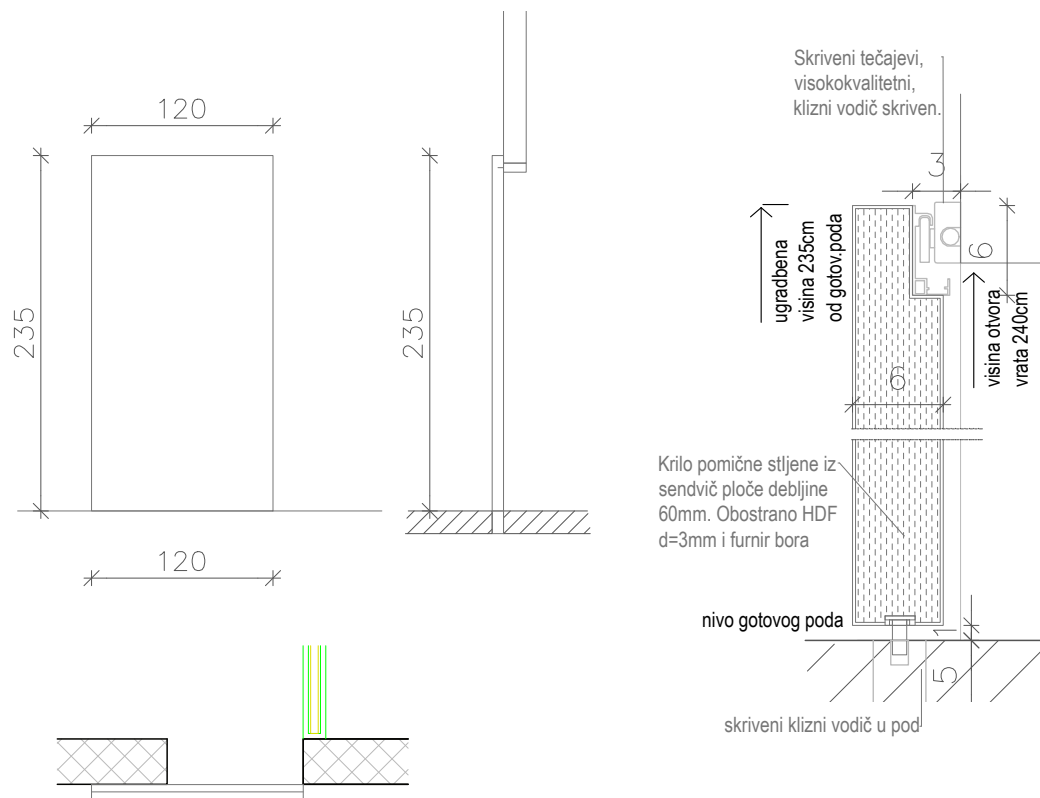 120
235
235
120
Skriveni tečajevi,
visokokvalitetni,
klizni vodič skriven.
3
6
ugradbena
visina 235cm
od gotov.poda
visina otvora
vrata 240cm
6
Krilo pomične stljene iz
sendvič ploče debljine
60mm. Obostrano HDF
d=3mm i furnir bora
nivo gotovog poda
1
5
skriveni klizni vodič u pod